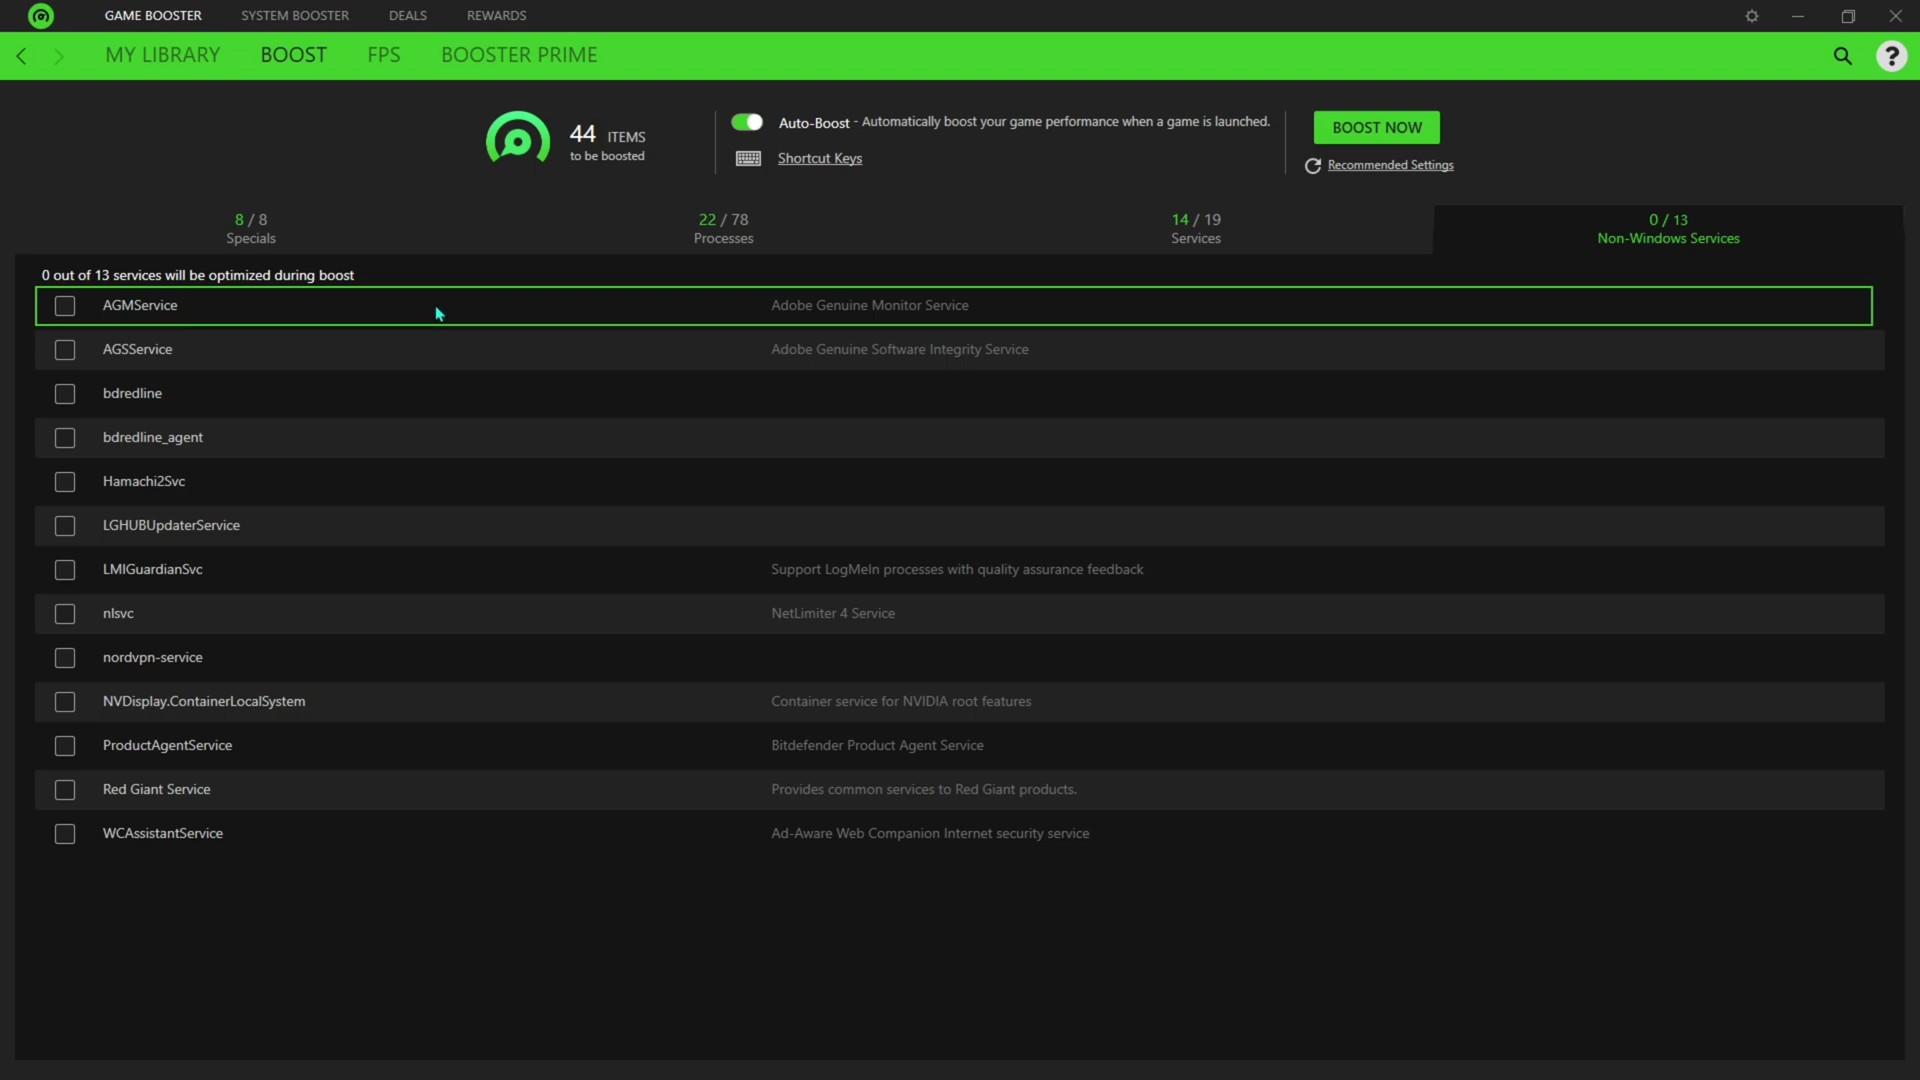 GAME BOOSTER SYSTEM BOOSTER DEALS REWARDS
MY LIBRARY BOOST FPS BOOSTER PRIME
?
44 ITEMS
to be boosted
Auto-Boost - Automatically boost your game performance when a game is launched.
Shortcut Keys
BOOST NOW
Recommended Settings
8 / 8
Specials
22 / 78
Processes
14 / 19
Services
0 / 13
Non-Windows Services
0 out of 13 services will be optimized during boost
AGMService Adobe Genuine Monitor Service
AGSService Adobe Genuine Software Integrity Service
bdredline
bdredline_agent
Hamachi2Svc
LGHUBUpdaterService
LMIGuardianSvc Support LogMeIn processes with quality assurance feedback
nlsvc NetLimiter 4 Service
nordvpn-service
NVDisplay.ContainerLocalSystem Container service for NVIDIA root features
ProductAgentService Bitdefender Product Agent Service
Red Giant Service Provides common services to Red Giant products.
WCAssistantService Ad-Aware Web Companion Internet security service